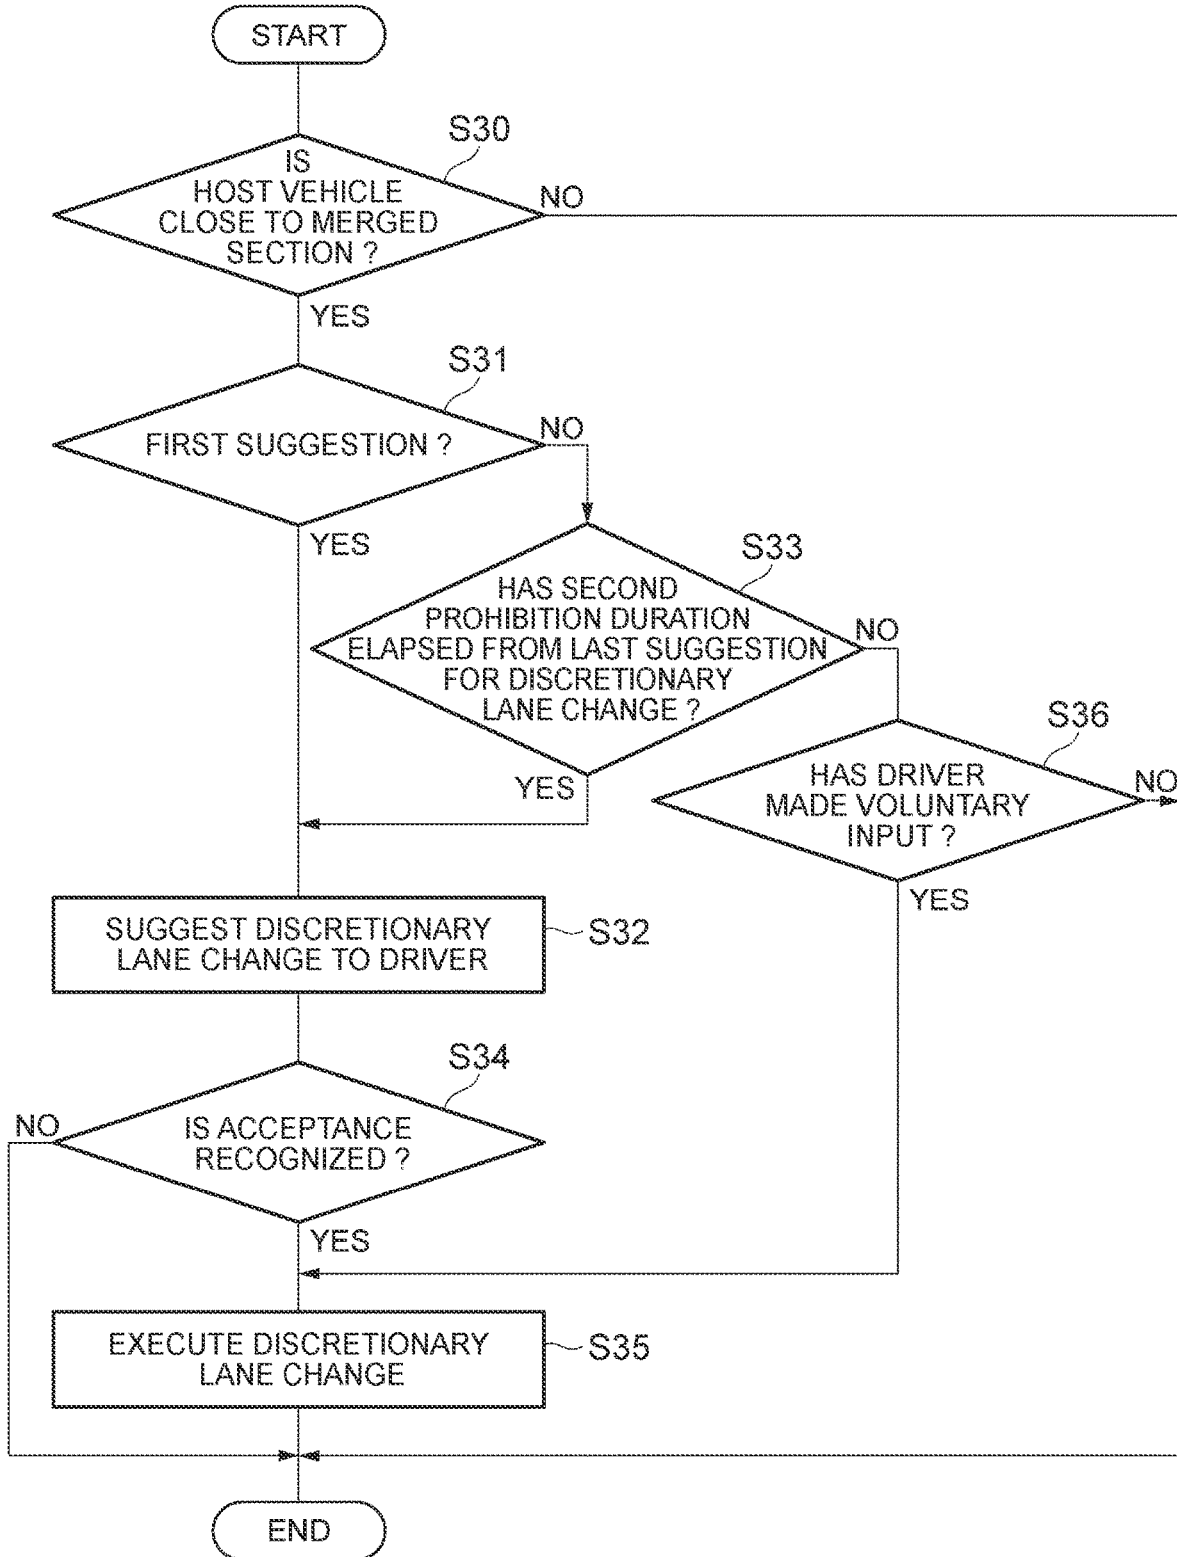 START
S30
IS
HOST VEHICLE
CLOSE TO MERGED
SECTION ?
NO
YES
S31
FIRST SUGGESTION ?
NO
YES
S33
HAS SECOND
PROHIBITION DURATION
ELAPSED FROM LAST SUGGESTION
FOR DISCRETIONARY
LANE CHANGE ?
NO
YES
S36
HAS DRIVER
MADE VOLUNTARY
INPUT ?
NO
YES
SUGGEST DISCRETIONARY
LANE CHANGE TO DRIVER
S32
S34
IS ACCEPTANCE
RECOGNIZED ?
NO
YES
EXECUTE DISCRETIONARY
LANE CHANGE
S35
END